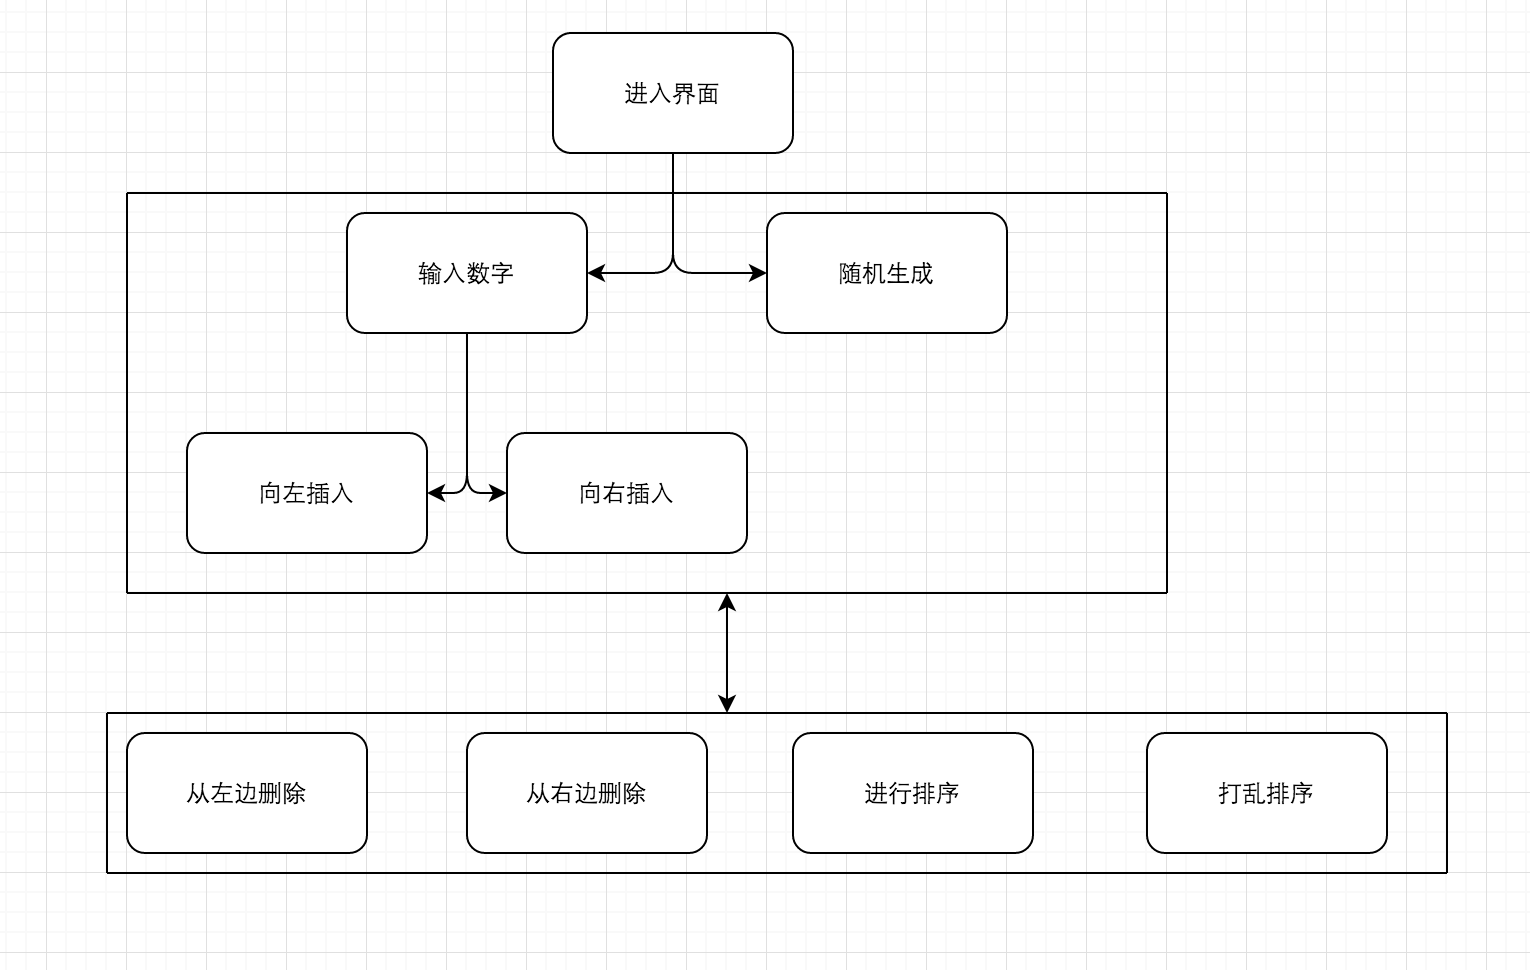 进入界面
输入数字
随机生成
向左插入
向右插入
从左边删除
从右边删除
进行排序
打乱排序